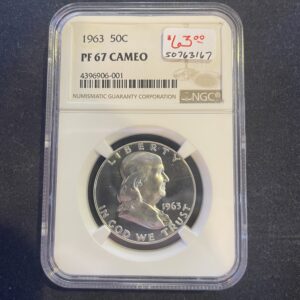 1963 50C
PF 67 CAMEO
4396906-001
NUMISMATIC GUARANTY CORPORATION
NGC
$63.00
50763167
LIBERTY
1963
IN GOD WE TRUST